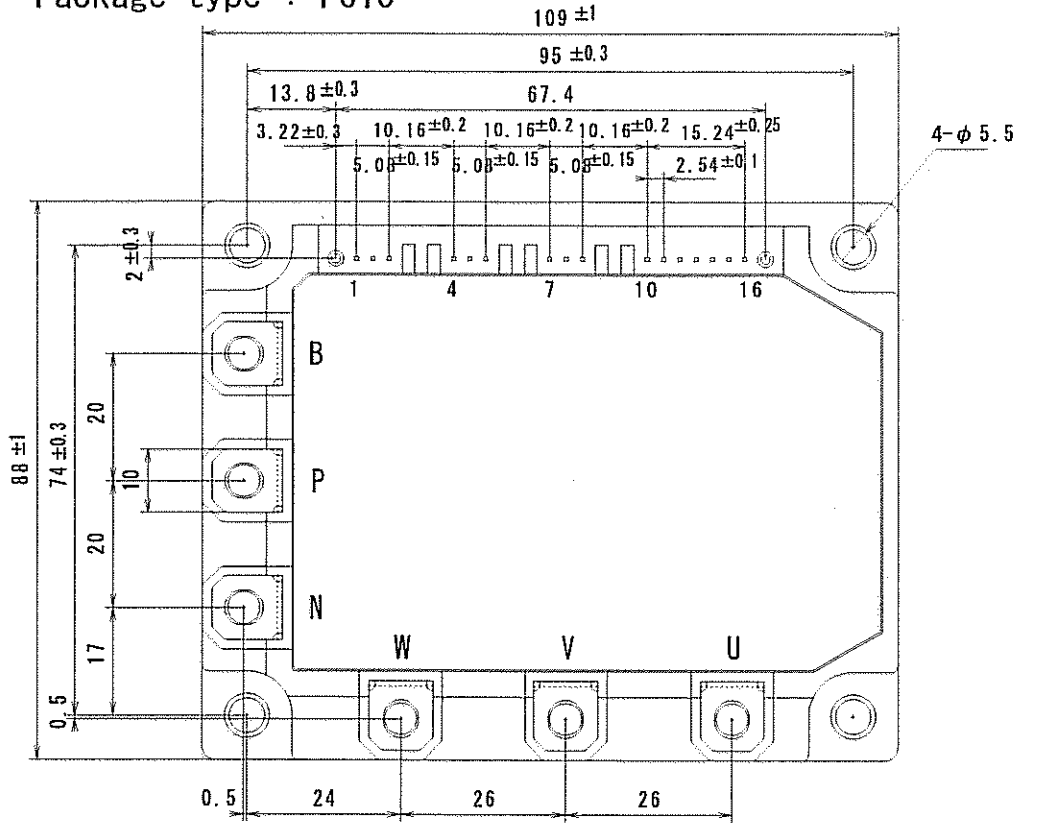 Package type : P610
109 ±1
95 ±0.3
13.8 ±0.3 67.4
3.22±0.3 10.16±0.2 10.16±0.2 10.16±0.2 15.24±0.25
4-φ 5.5
5.08±0.15 5.08±0.15 5.08±0.15 2.54±0.1
2 ±0.3
1 4 7 10 16
B
20
88 ±1
74 ±0.3
10
P
20
N
17
W V U
0.5
0.5 24 26 26